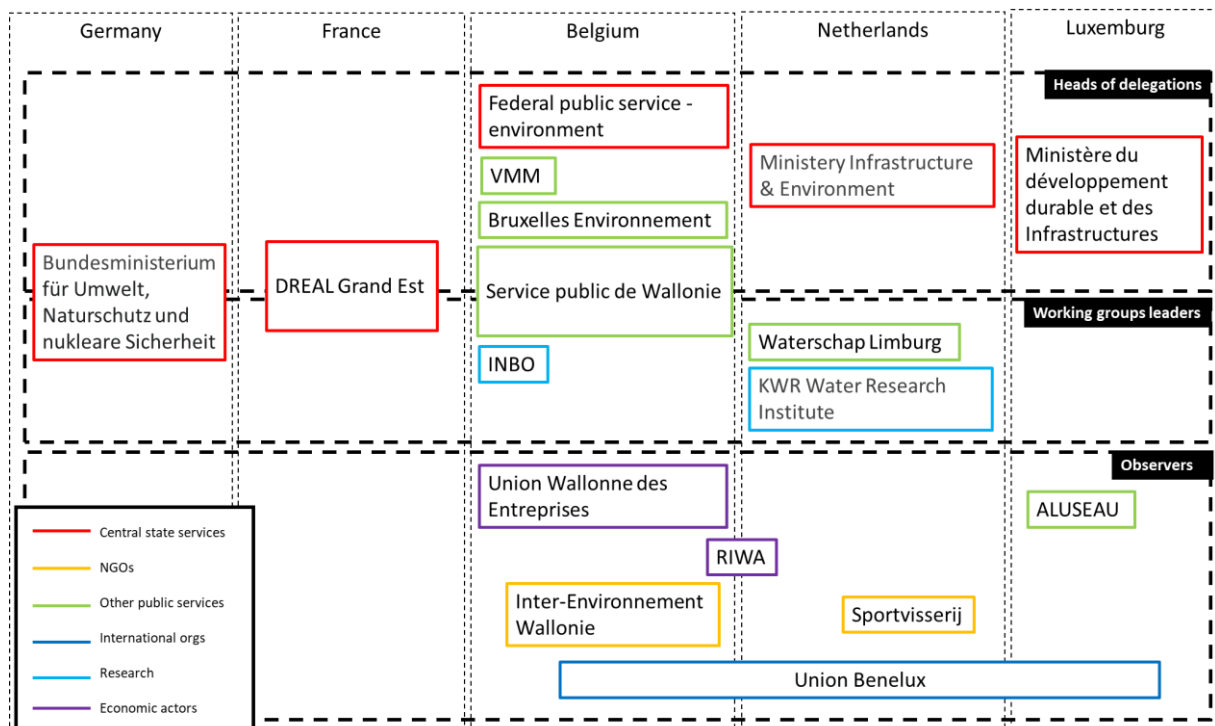 Germany
France
Belgium
Netherlands
Luxemburg
Heads of delegations
Federal public service -
environment
VMM
Bruxelles Environnement
Ministery Infrastructure
& Environment
Ministère du
développement
durable et des
Infrastructures
Bundesministerium
für Umwelt,
Naturschutz und
nukleare Sicherheit
DREAL Grand Est
Service public de Wallonie
Working groups leaders
INBO
Waterschap Limburg
KWR Water Research
Institute
Observers
Union Wallonne des
Entreprises
ALUSEAU
RIWA
Inter-Environnement
Wallonie
Sportvisserij
Union Benelux
Central state services
NGOs
Other public services
International orgs
Research
Economic actors